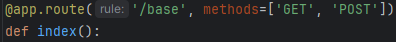 @app.route( rule: '/base', methods=['GET', 'POST'])
def index():